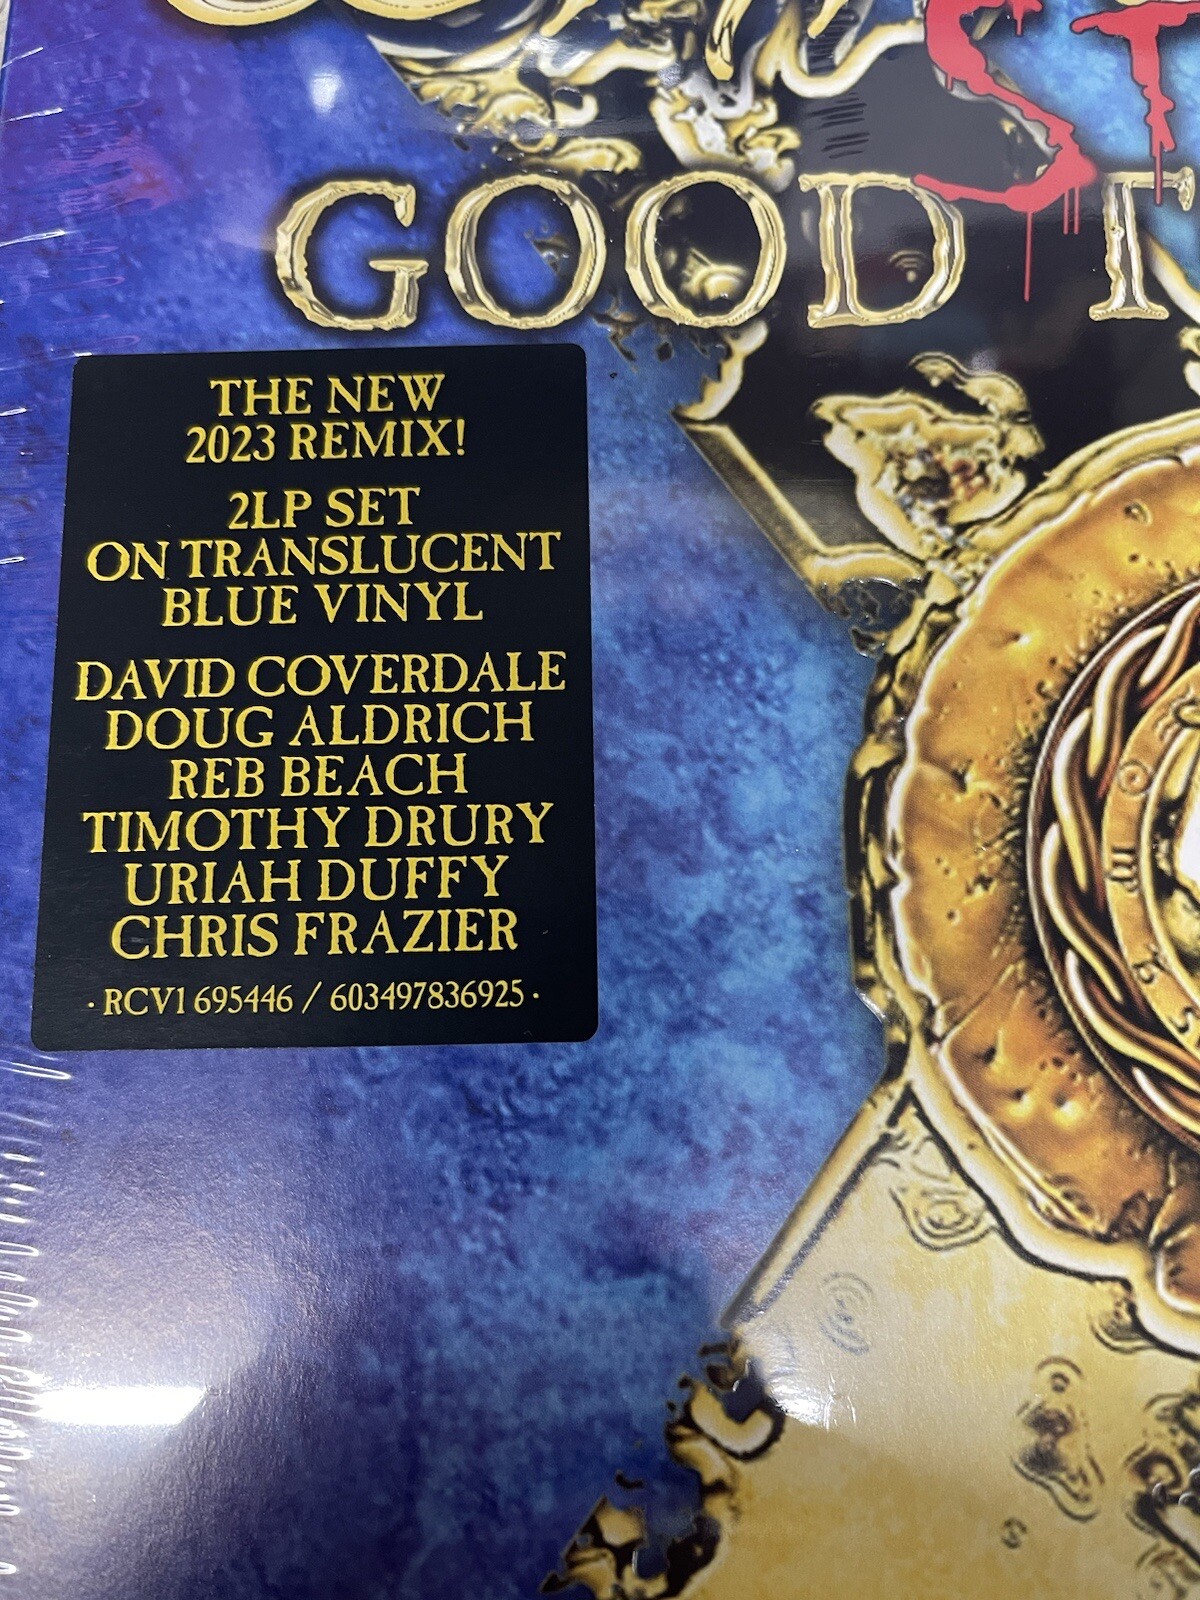 GOOD
THE NEW
2023 REMIX!
2LP SET
ON TRANSLUCENT
BLUE VINYL
DAVID COVERDALE
DOUG ALDRICH
REB BEACH
TIMOTHY DRURY
URIAH DUFFY
CHRIS FRAZIER
· RCV1 695446 / 603497836925 ·